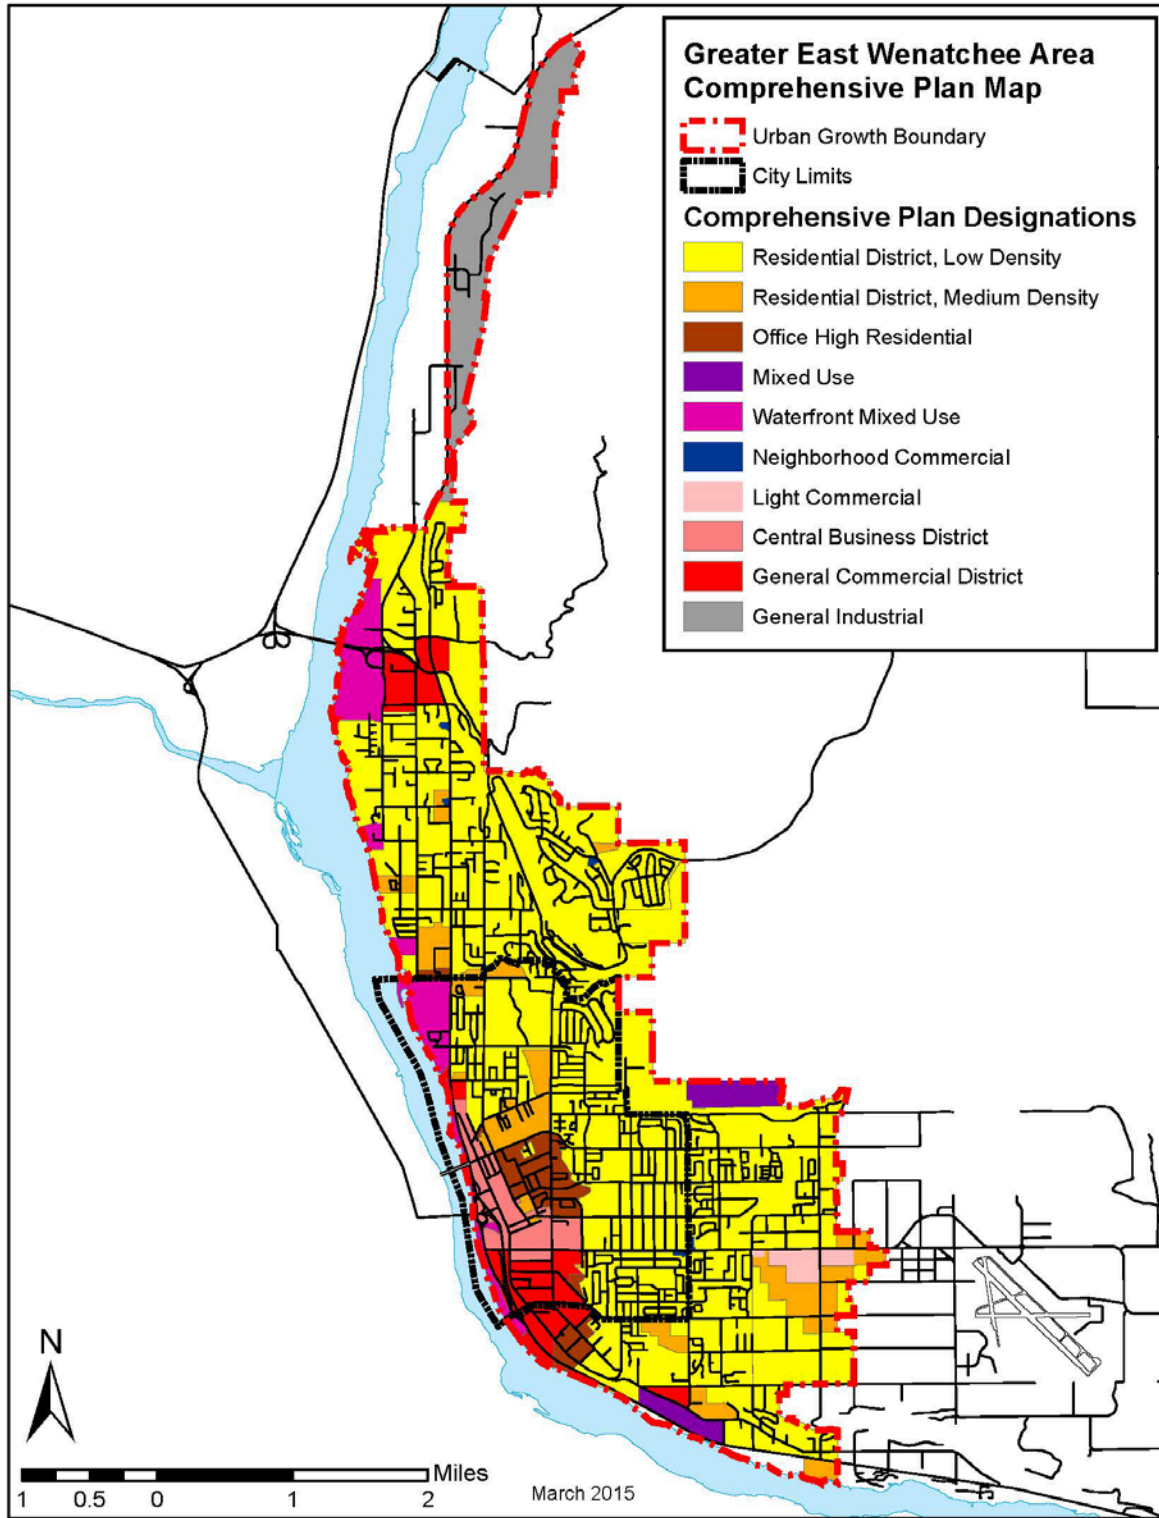 Greater East Wenatchee Area
Comprehensive Plan Map
Urban Growth Boundary
City Limits
Comprehensive Plan Designations
Residential District, Low Density
Residential District, Medium Density
Office High Residential
Mixed Use
Waterfront Mixed Use
Neighborhood Commercial
Light Commercial
Central Business District
General Commercial District
General Industrial
N
Miles
1 0.5 0 1 2
March 2015